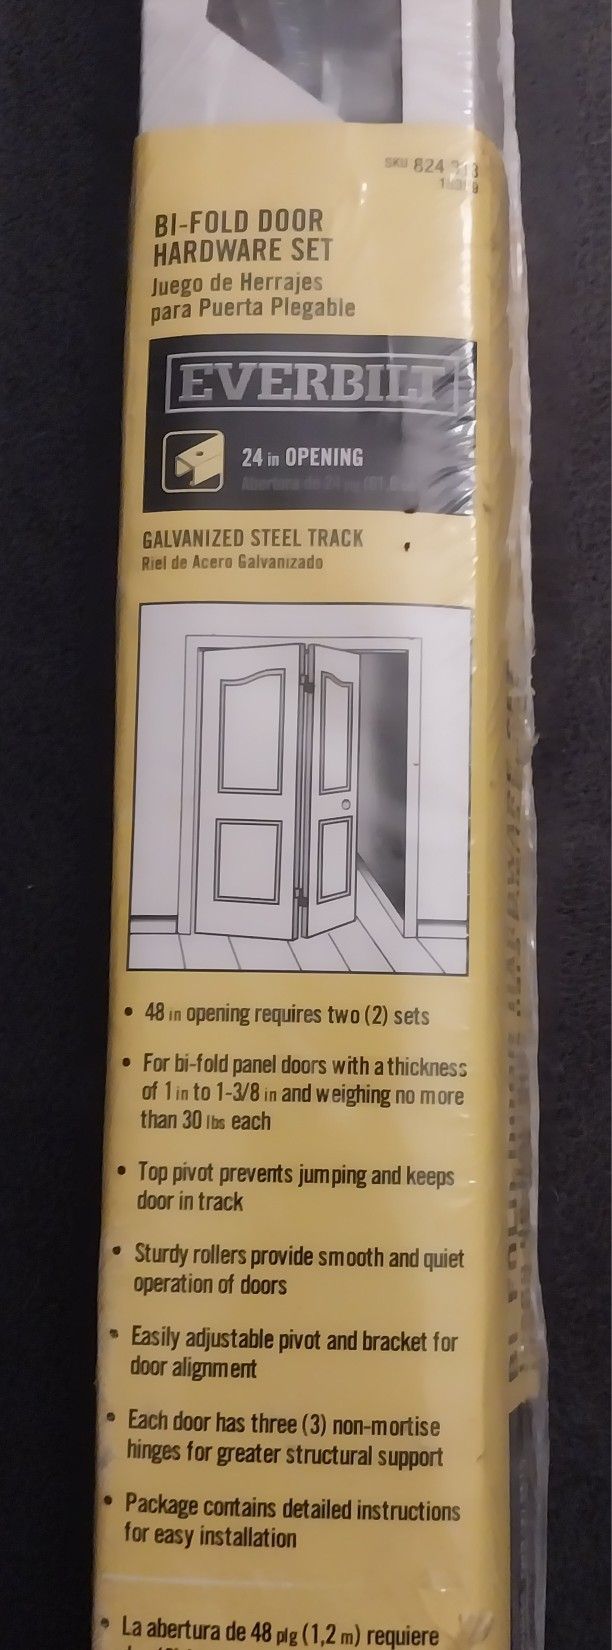 SKU 824
BI-FOLD DOOR
HARDWARE SET
Juego de Herrajes
para Puerta Plegable
EVERBILT
24 in OPENING
Abertura de 24
GALVANIZED STEEL TRACK
Riel de Acero Galvanizado
• 48 in opening requires two (2) sets
• For bi-fold panel doors with a thickness
of 1 in to 1-3/8 in and weighing no more
than 30 lbs each
• Top pivot prevents jumping and keeps
door in track
• Sturdy rollers provide smooth and quiet
operation of doors
• Easily adjustable pivot and bracket for
door alignment
• Each door has three (3) non-mortise
hinges for greater structural support
• Package contains detailed instructions
for easy installation
• La abertura de 48 plg (1,2 m) requiere